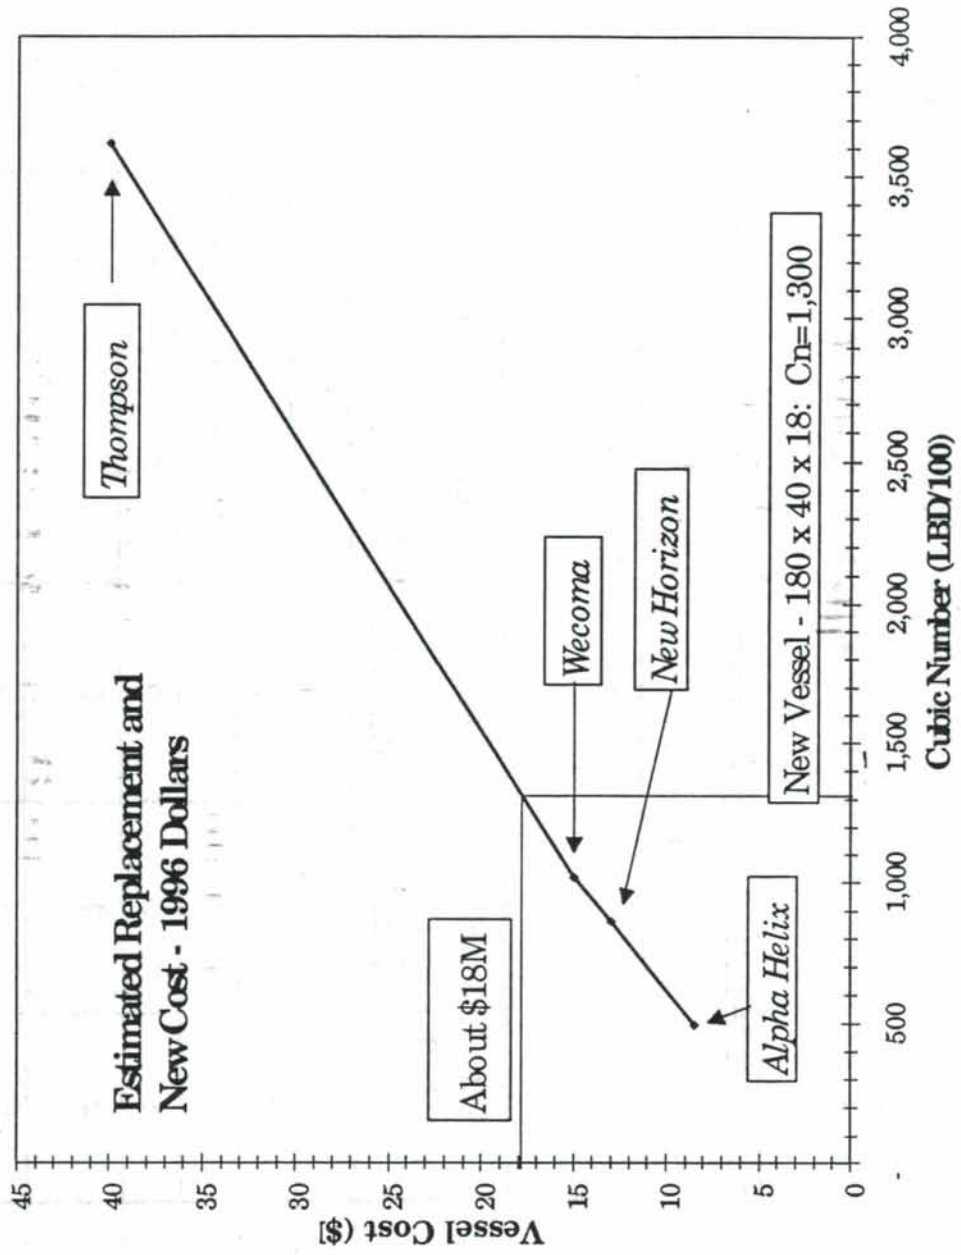 Estimated Replacement and
New Cost - 1996 Dollars
Thompson
About $18M
Wecoma
New Horizon
Alpha Helix
New Vessel - 180 x 40 x 18: Cn=1,300
Vessel Cost ($]
45
40
35
30
25
20
15
10
5
0
-
500
1,000
1,500
2,000
2,500
3,000
3,500
4,000
Cubic Number (LBD/100)